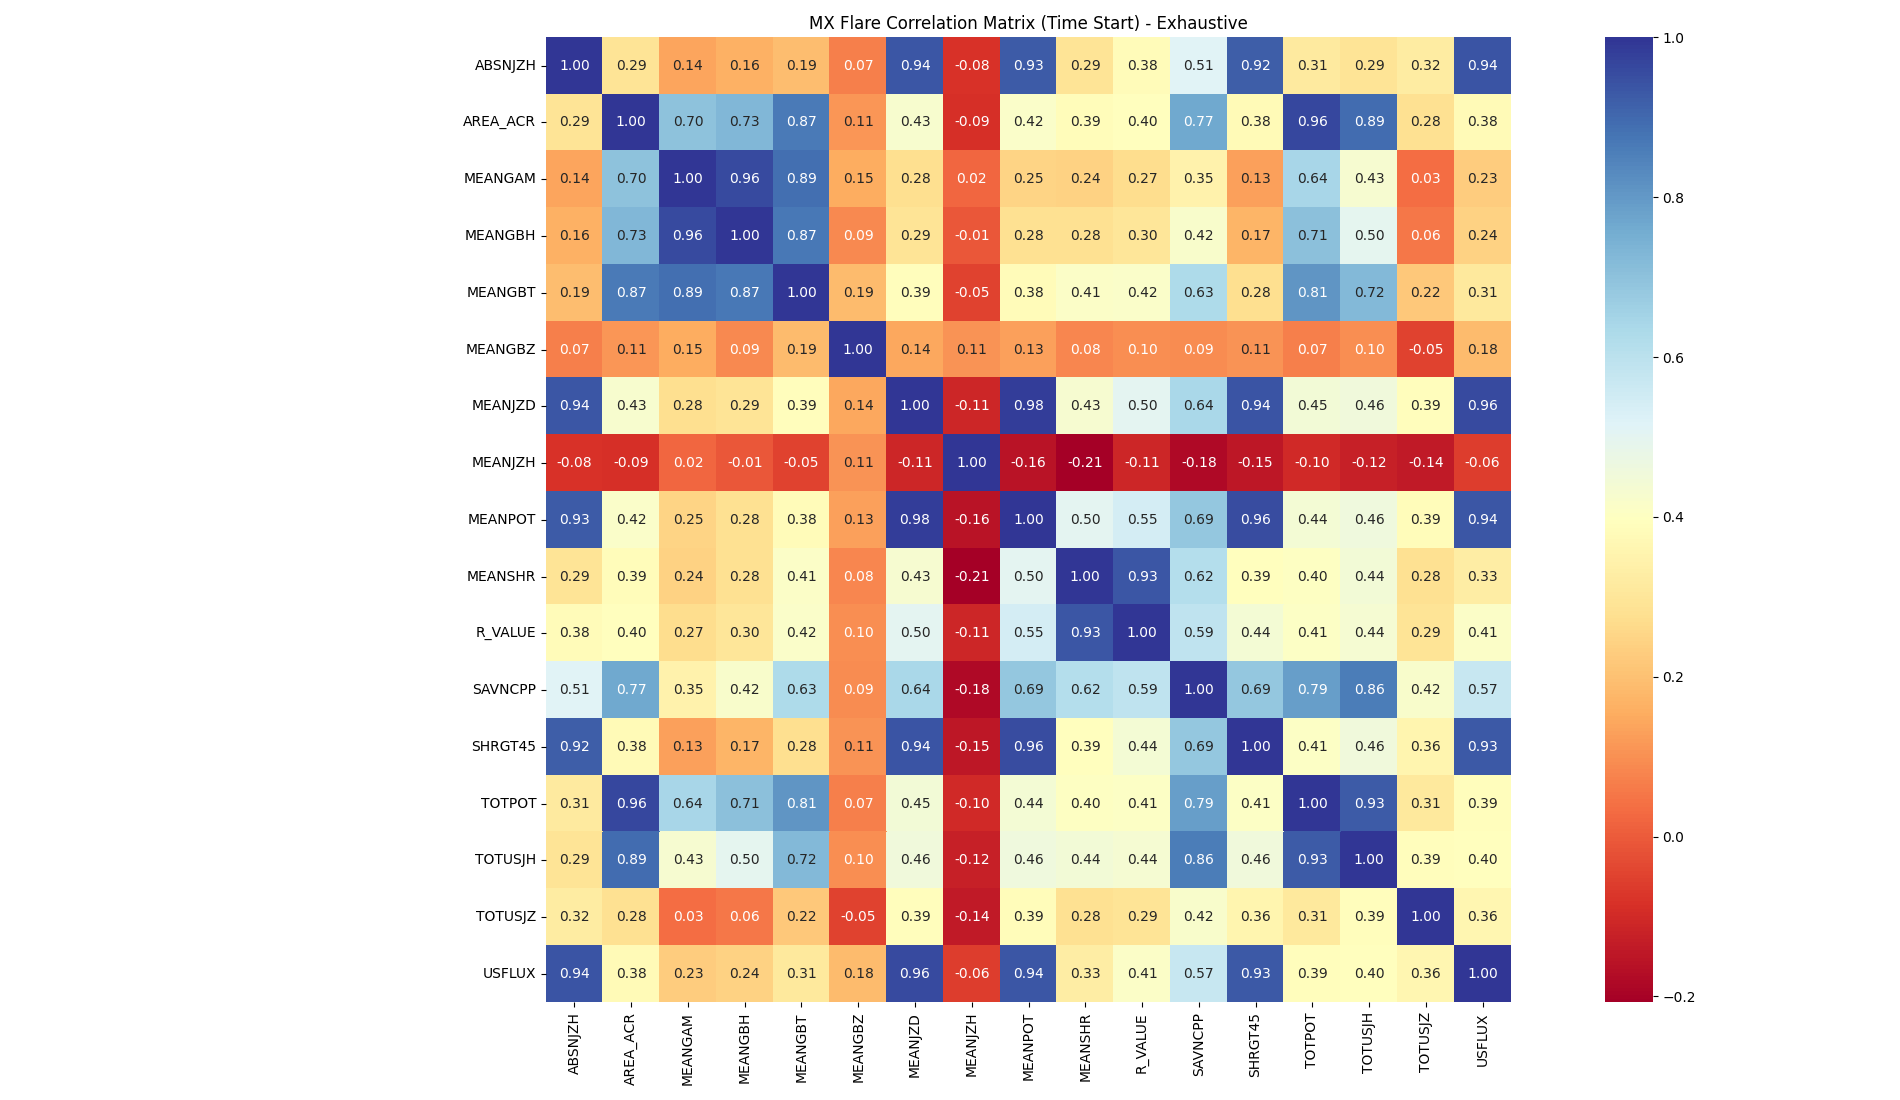 MX Flare Correlation Matrix (Time Start) - Exhaustive
ABSNJZH 1.00 0.29 0.14 0.16 0.19 0.07 0.94 -0.08 0.93 0.29 0.38 0.51 0.92 0.31 0.29 0.32 0.94
AREA_ACR 0.29 1.00 0.70 0.73 0.87 0.11 0.43 -0.09 0.42 0.39 0.40 0.77 0.38 0.96 0.89 0.28 0.38
MEANGAM 0.14 0.70 1.00 0.96 0.89 0.15 0.28 0.02 0.25 0.24 0.27 0.35 0.13 0.64 0.43 0.03 0.23
MEANGBH 0.16 0.73 0.96 1.00 0.87 0.09 0.29 -0.01 0.28 0.28 0.30 0.42 0.17 0.71 0.50 0.06 0.24
MEANGBT 0.19 0.87 0.89 0.87 1.00 0.19 0.39 -0.05 0.38 0.41 0.42 0.63 0.28 0.81 0.72 0.22 0.31
MEANGBZ 0.07 0.11 0.15 0.09 0.19 1.00 0.14 0.11 0.13 0.08 0.10 0.09 0.11 0.07 0.10 -0.05 0.18
MEANJZD 0.94 0.43 0.28 0.29 0.39 0.14 1.00 -0.11 0.98 0.43 0.50 0.64 0.94 0.45 0.46 0.39 0.96
MEANJZH -0.08 -0.09 0.02 -0.01 -0.05 0.11 -0.11 1.00 -0.16 -0.21 -0.11 -0.18 -0.15 -0.10 -0.12 -0.14 -0.06
MEANPOT 0.93 0.42 0.25 0.28 0.38 0.13 0.98 -0.16 1.00 0.50 0.55 0.69 0.96 0.44 0.46 0.39 0.94
MEANSHR 0.29 0.39 0.24 0.28 0.41 0.08 0.43 -0.21 0.50 1.00 0.93 0.62 0.39 0.40 0.44 0.28 0.33
R_VALUE 0.38 0.40 0.27 0.30 0.42 0.10 0.50 -0.11 0.55 0.93 1.00 0.59 0.44 0.41 0.44 0.29 0.41
SAVNCPP 0.51 0.77 0.35 0.42 0.63 0.09 0.64 -0.18 0.69 0.62 0.59 1.00 0.69 0.79 0.86 0.42 0.57
SHRGT45 0.92 0.38 0.13 0.17 0.28 0.11 0.94 -0.15 0.96 0.39 0.44 0.69 1.00 0.41 0.46 0.36 0.93
TOTPOT 0.31 0.96 0.64 0.71 0.81 0.07 0.45 -0.10 0.44 0.40 0.41 0.79 0.41 1.00 0.93 0.31 0.39
TOTUSJH 0.29 0.89 0.43 0.50 0.72 0.10 0.46 -0.12 0.46 0.44 0.44 0.86 0.46 0.93 1.00 0.39 0.40
TOTUSJZ 0.32 0.28 0.03 0.06 0.22 -0.05 0.39 -0.14 0.39 0.28 0.29 0.42 0.36 0.31 0.39 1.00 0.36
USFLUX 0.94 0.38 0.23 0.24 0.31 0.18 0.96 -0.06 0.94 0.33 0.41 0.57 0.93 0.39 0.40 0.36 1.00
ABSNJZH
AREA_ACR
MEANGAM
MEANGBH
MEANGBT
MEANGBZ
MEANJZD
MEANJZH
MEANPOT
MEANSHR
R_VALUE
SAVNCPP
SHRGT45
TOTPOT
TOTUSJH
TOTUSJZ
USFLUX
1.0
0.8
0.6
0.4
0.2
0.0
−0.2